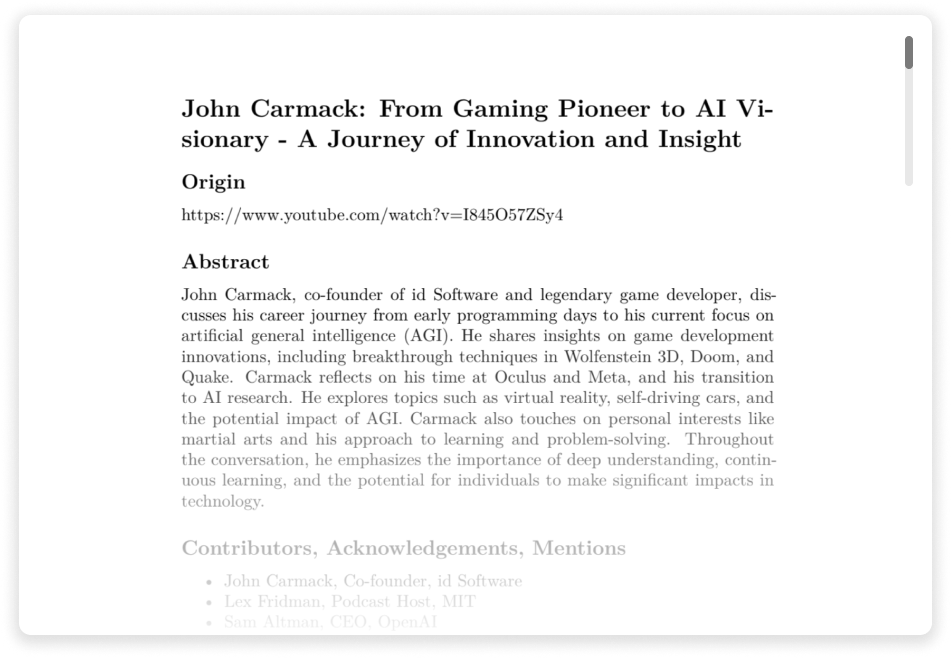 John Carmack: From Gaming Pioneer to AI Vi-
sionary - A Journey of Innovation and Insight
Origin
https://www.youtube.com/watch?v=I845O57ZSy4
Abstract
John Carmack, co-founder of id Software and legendary game developer, dis-
cusses his career journey from early programming days to his current focus on
artificial general intelligence (AGI). He shares insights on game development
innovations, including breakthrough techniques in Wolfenstein 3D, Doom, and
Quake. Carmack reflects on his time at Oculus and Meta, and his transition
to AI research. He explores topics such as virtual reality, self-driving cars, and
the potential impact of AGI. Carmack also touches on personal interests like
martial arts and his approach to learning and problem-solving. Throughout
the conversation, he emphasizes the importance of deep understanding, contin-
uous learning, and the potential for individuals to make significant impacts in
technology.
Contributors, Acknowledgements, Mentions
• John Carmack, Co-founder, id Software
• Lex Fridman, Podcast Host, MIT
• Sam Altman, CEO, OpenAI